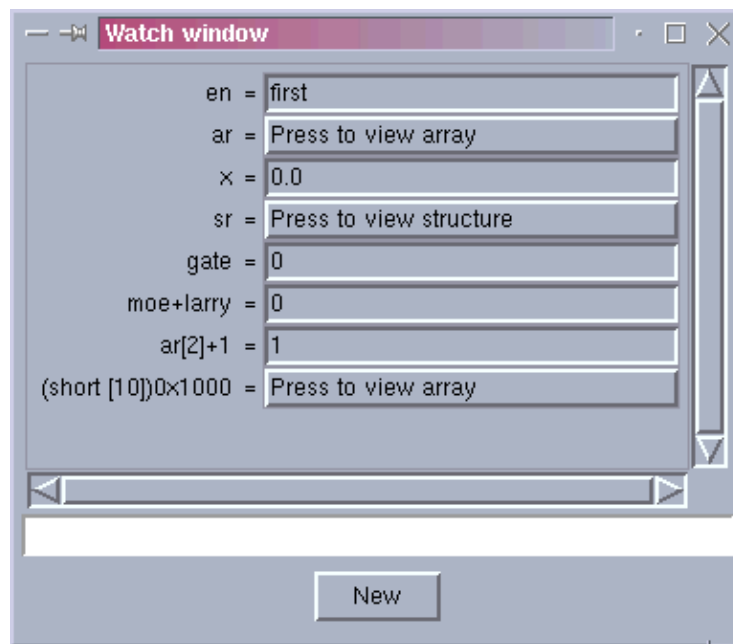 Watch window
en = first
ar = Press to view array
x = 0.0
sr = Press to view structure
gate = 0
moe+larry = 0
ar[2]+1 = 1
(short [10])0x1000 = Press to view array
New